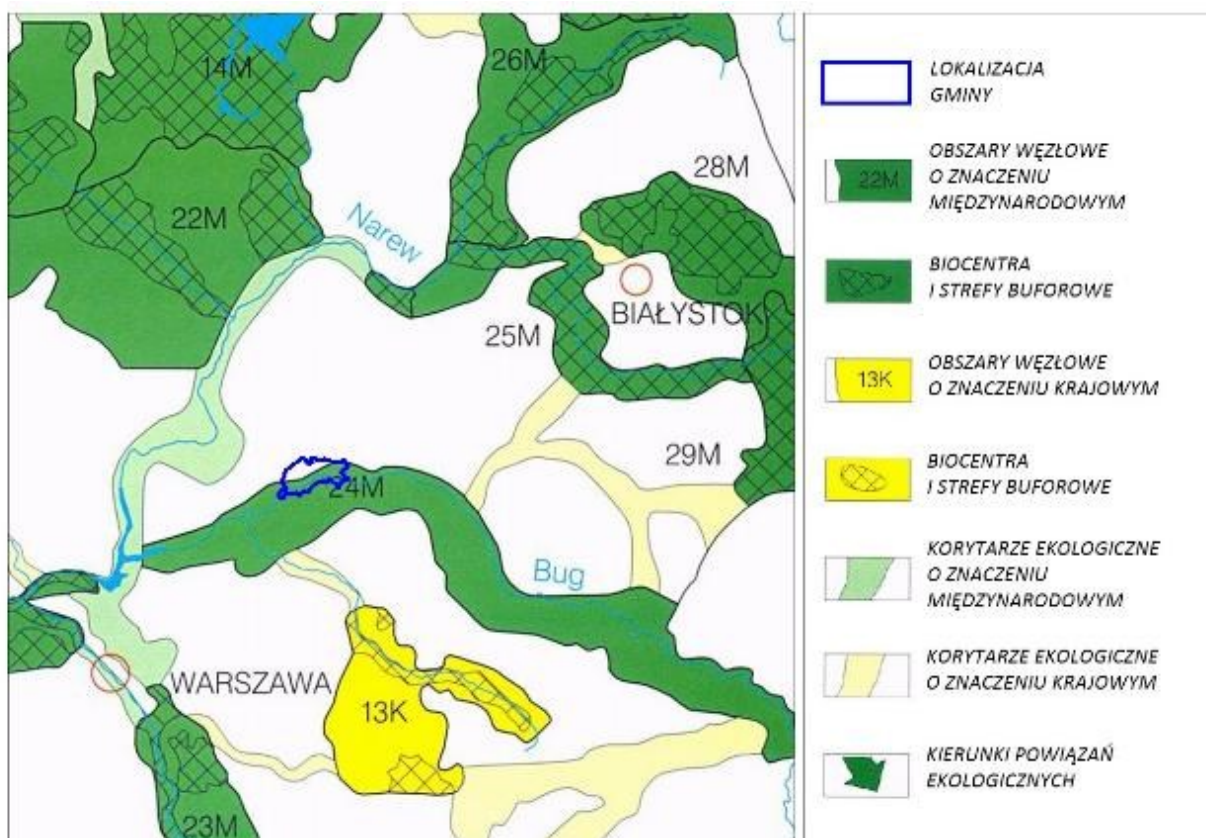 14M
26M
28M
22M
Narew
BIAŁYSTOK
25M
29M
24M
Bug
WARSZAWA
13K
23M
LOKALIZACJA
GMINY
22M
OBSZARY WĘZŁOWE
O ZNACZENIU
MIĘDZYNARODOWYM
BIOCENTRA
I STREFY BUFOROWE
13K
OBSZARY WĘZŁOWE
O ZNACZENIU KRAJOWYM
BIOCENTRA
I STREFY BUFOROWE
KORYTARZE EKOLOGICZNE
O ZNACZENIU
MIĘDZYNARODOWYM
KORYTARZE EKOLOGICZNE
O ZNACZENIU KRAJOWYM
KIERUNKI POWIĄZAŃ
EKOLOGICZNYCH